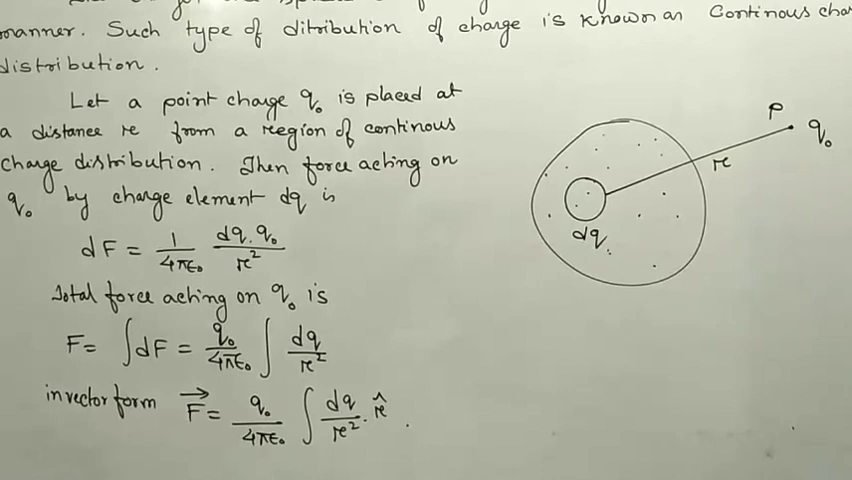 manner. Such type of ditribution of charge is known as Continous cha
distribution.
Let a point charge q₀ is placed at
a distance r from a region of continous
Charge distribution. Then force acting on
q₀ by charge element dq is
dF = 1/4πε₀ dq.q₀/r²
Total force acting on q₀ is
F = ∫dF = q₀/4πε₀ ∫ dq/r²
in vector form F⃗ = q₀/4πε₀ ∫ dq/r² . r̂ .
P
q₀
r
dq